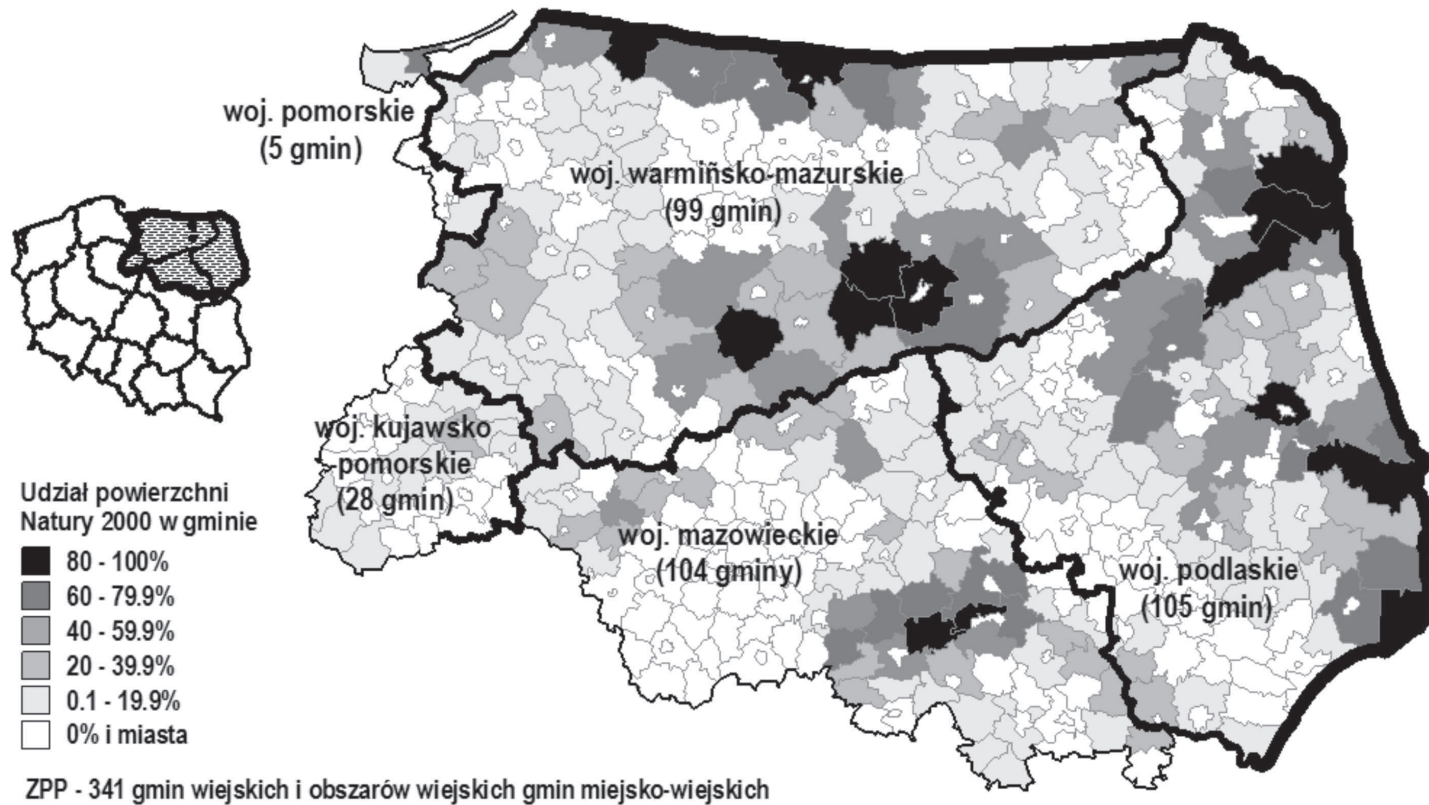 woj. pomorskie
(5 gmin)
woj. warmiñsko-mazurskie
(99 gmin)
woj. kujawsko
pomorskie
(28 gmin)
woj. mazowieckie
(104 gminy)
woj. podlaskie
(105 gmin)
Udział powierzchni
Natury 2000 w gminie
80 - 100%
60 - 79.9%
40 - 59.9%
20 - 39.9%
0.1 - 19.9%
0% i miasta
ZPP - 341 gmin wiejskich i obszarów wiejskich gmin miejsko-wiejskich